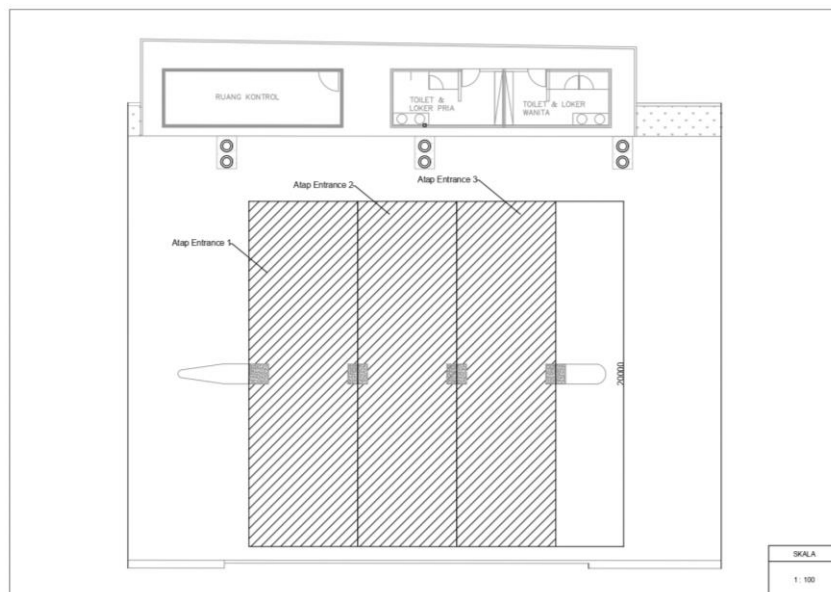 RUANG KONTROL
TOILET &
LOKER PRIA
TOILET & LOKER
WANITA
Atap Entrance 3
Atap Entrance 2
Atap Entrance 1
20000
SKALA
1 : 100